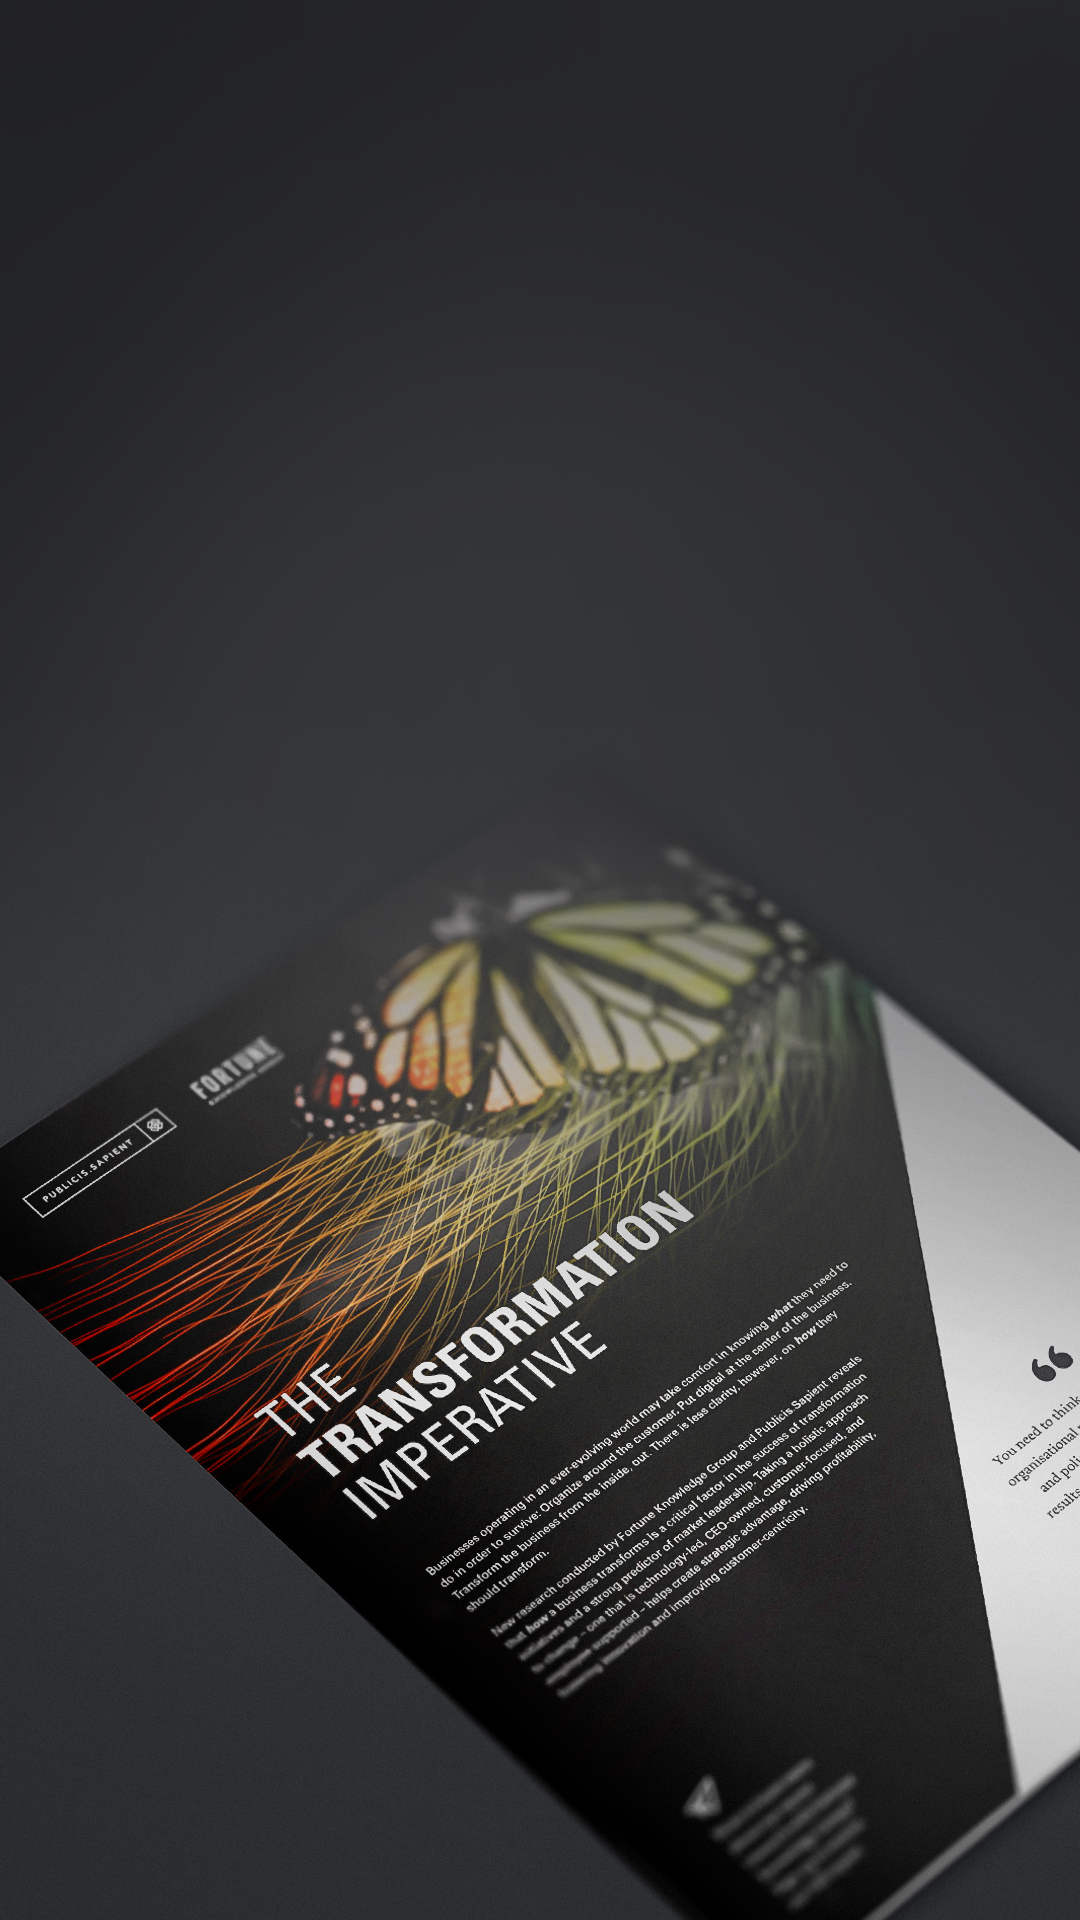 PUBLICIS.SAPIENT
FORTUNE
THE
TRANSFORMATION
IMPERATIVE
Businesses operating in an ever-evolving world may take comfort in knowing what they need to
do in order to survive: Organize around the customer. Put digital at the center of the business.
Transform the business from the inside, out. There is less clarity, however, on how they
should transform.
New research conducted by Fortune Knowledge Group and Publicis.Sapient reveals
that how a business transforms is a critical factor in the success of transformation
initiatives and a strong predictor of market leadership. Taking a holistic approach
to change – one that is technology-led, CEO-owned, customer-focused, and
employee supported – helps create strategic advantage, driving profitability,
fostering innovation and improving customer-centricity.
“
You need to think
organisational
and poli
results